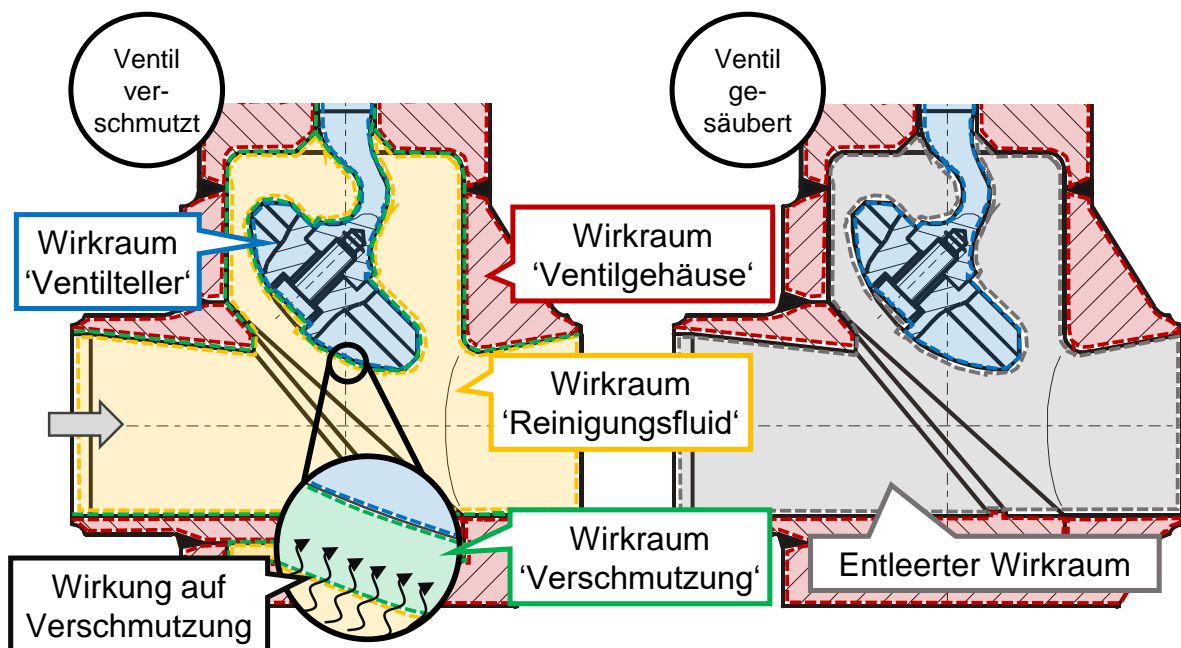 Ventil
ver-
schmutzt
Ventil
ge-
säubert
Wirkraum
‘Ventilteller‘
Wirkraum
‘Ventilgehäuse‘
Wirkraum
‘Reinigungsfluid‘
Wirkraum
‘Verschmutzung‘
Entleerter Wirkraum
Wirkung auf
Verschmutzung